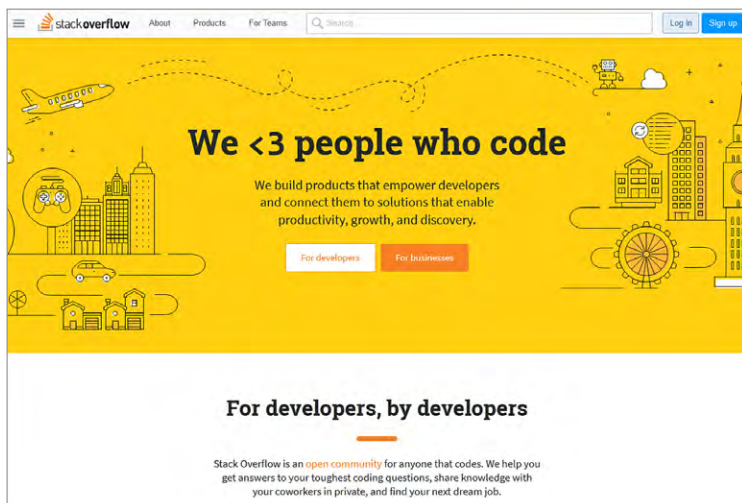 stackoverflow About Products For Teams Search... Log in Sign up
We <3 people who code
We build products that empower developers
and connect them to solutions that enable
productivity, growth, and discovery.
For developers For businesses
For developers, by developers
Stack Overflow is an open community for anyone that codes. We help you
get answers to your toughest coding questions, share knowledge with
your coworkers in private, and find your next dream job.